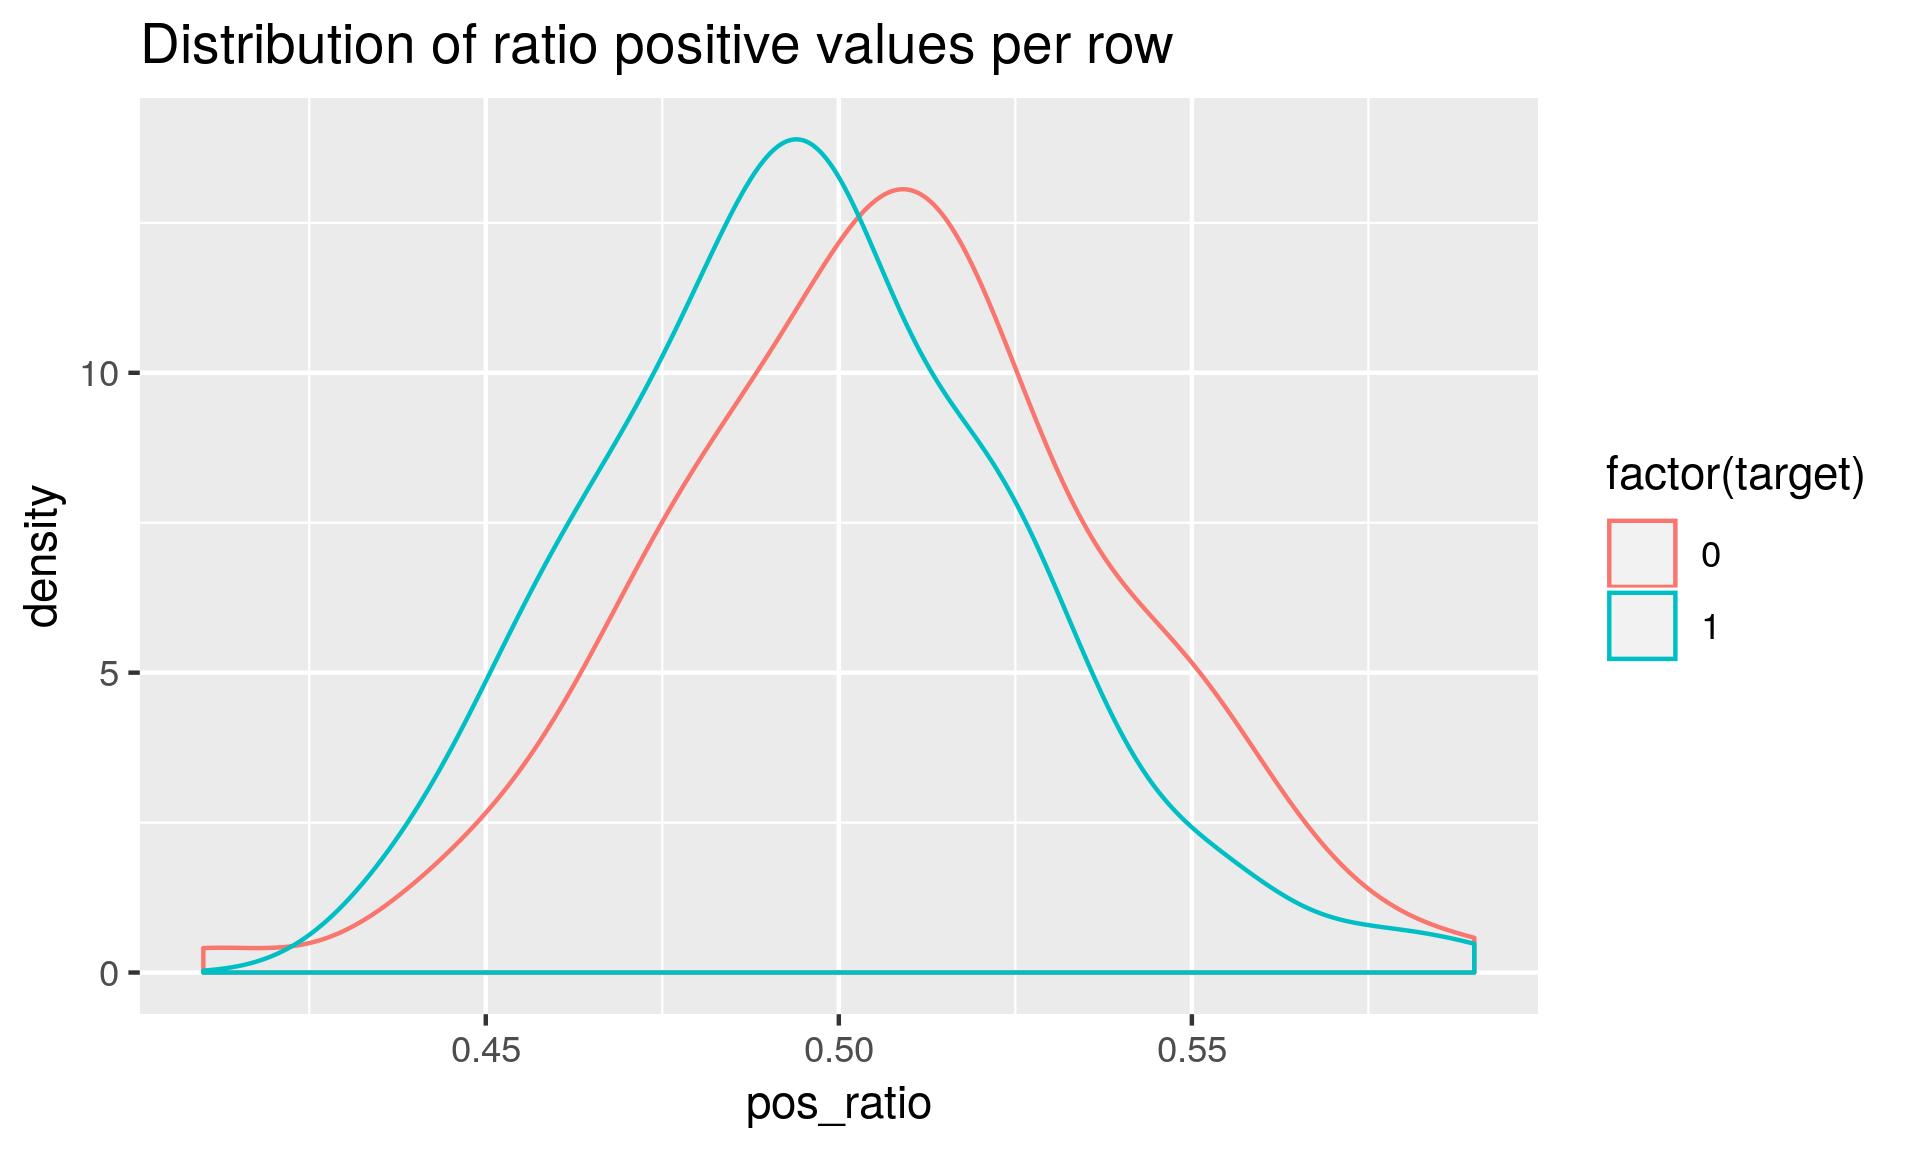 Distribution of ratio positive values per row
density
10
5
0
0.45
0.50
0.55
pos_ratio
factor(target)
0
1